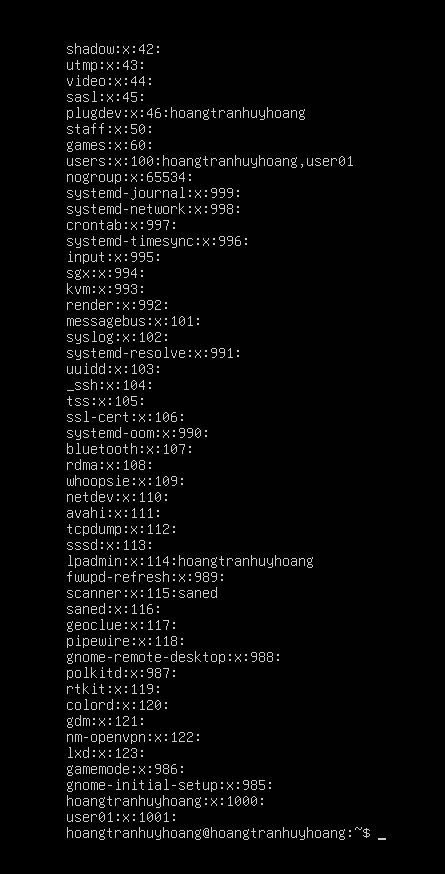 shadow:x:42:
utmp:x:43:
video:x:44:
sasl:x:45:
plugdev:x:46:hoangtranhuyhoang
staff:x:50:
games:x:60:
users:x:100:hoangtranhuyhoang,user01
nogroup:x:65534:
systemd-journal:x:999:
systemd-network:x:998:
crontab:x:997:
systemd-timesync:x:996:
input:x:995:
sgx:x:994:
kvm:x:993:
render:x:992:
messagebus:x:101:
syslog:x:102:
systemd-resolve:x:991:
uuidd:x:103:
_ssh:x:104:
tss:x:105:
ssl-cert:x:106:
systemd-oom:x:990:
bluetooth:x:107:
rdma:x:108:
whoopsie:x:109:
netdev:x:110:
avahi:x:111:
tcpdump:x:112:
sssd:x:113:
lpadmin:x:114:hoangtranhuyhoang
fwupd-refresh:x:989:
scanner:x:115:saned
saned:x:116:
geoclue:x:117:
pipewire:x:118:
gnome-remote-desktop:x:988:
polkitd:x:987:
rtkit:x:119:
colord:x:120:
gdm:x:121:
nm-openvpn:x:122:
lxd:x:123:
gamemode:x:986:
gnome-initial-setup:x:985:
hoangtranhuyhoang:x:1000:
user01:x:1001:
hoangtranhuyhoang@hoangtranhuyhoang:~$ _